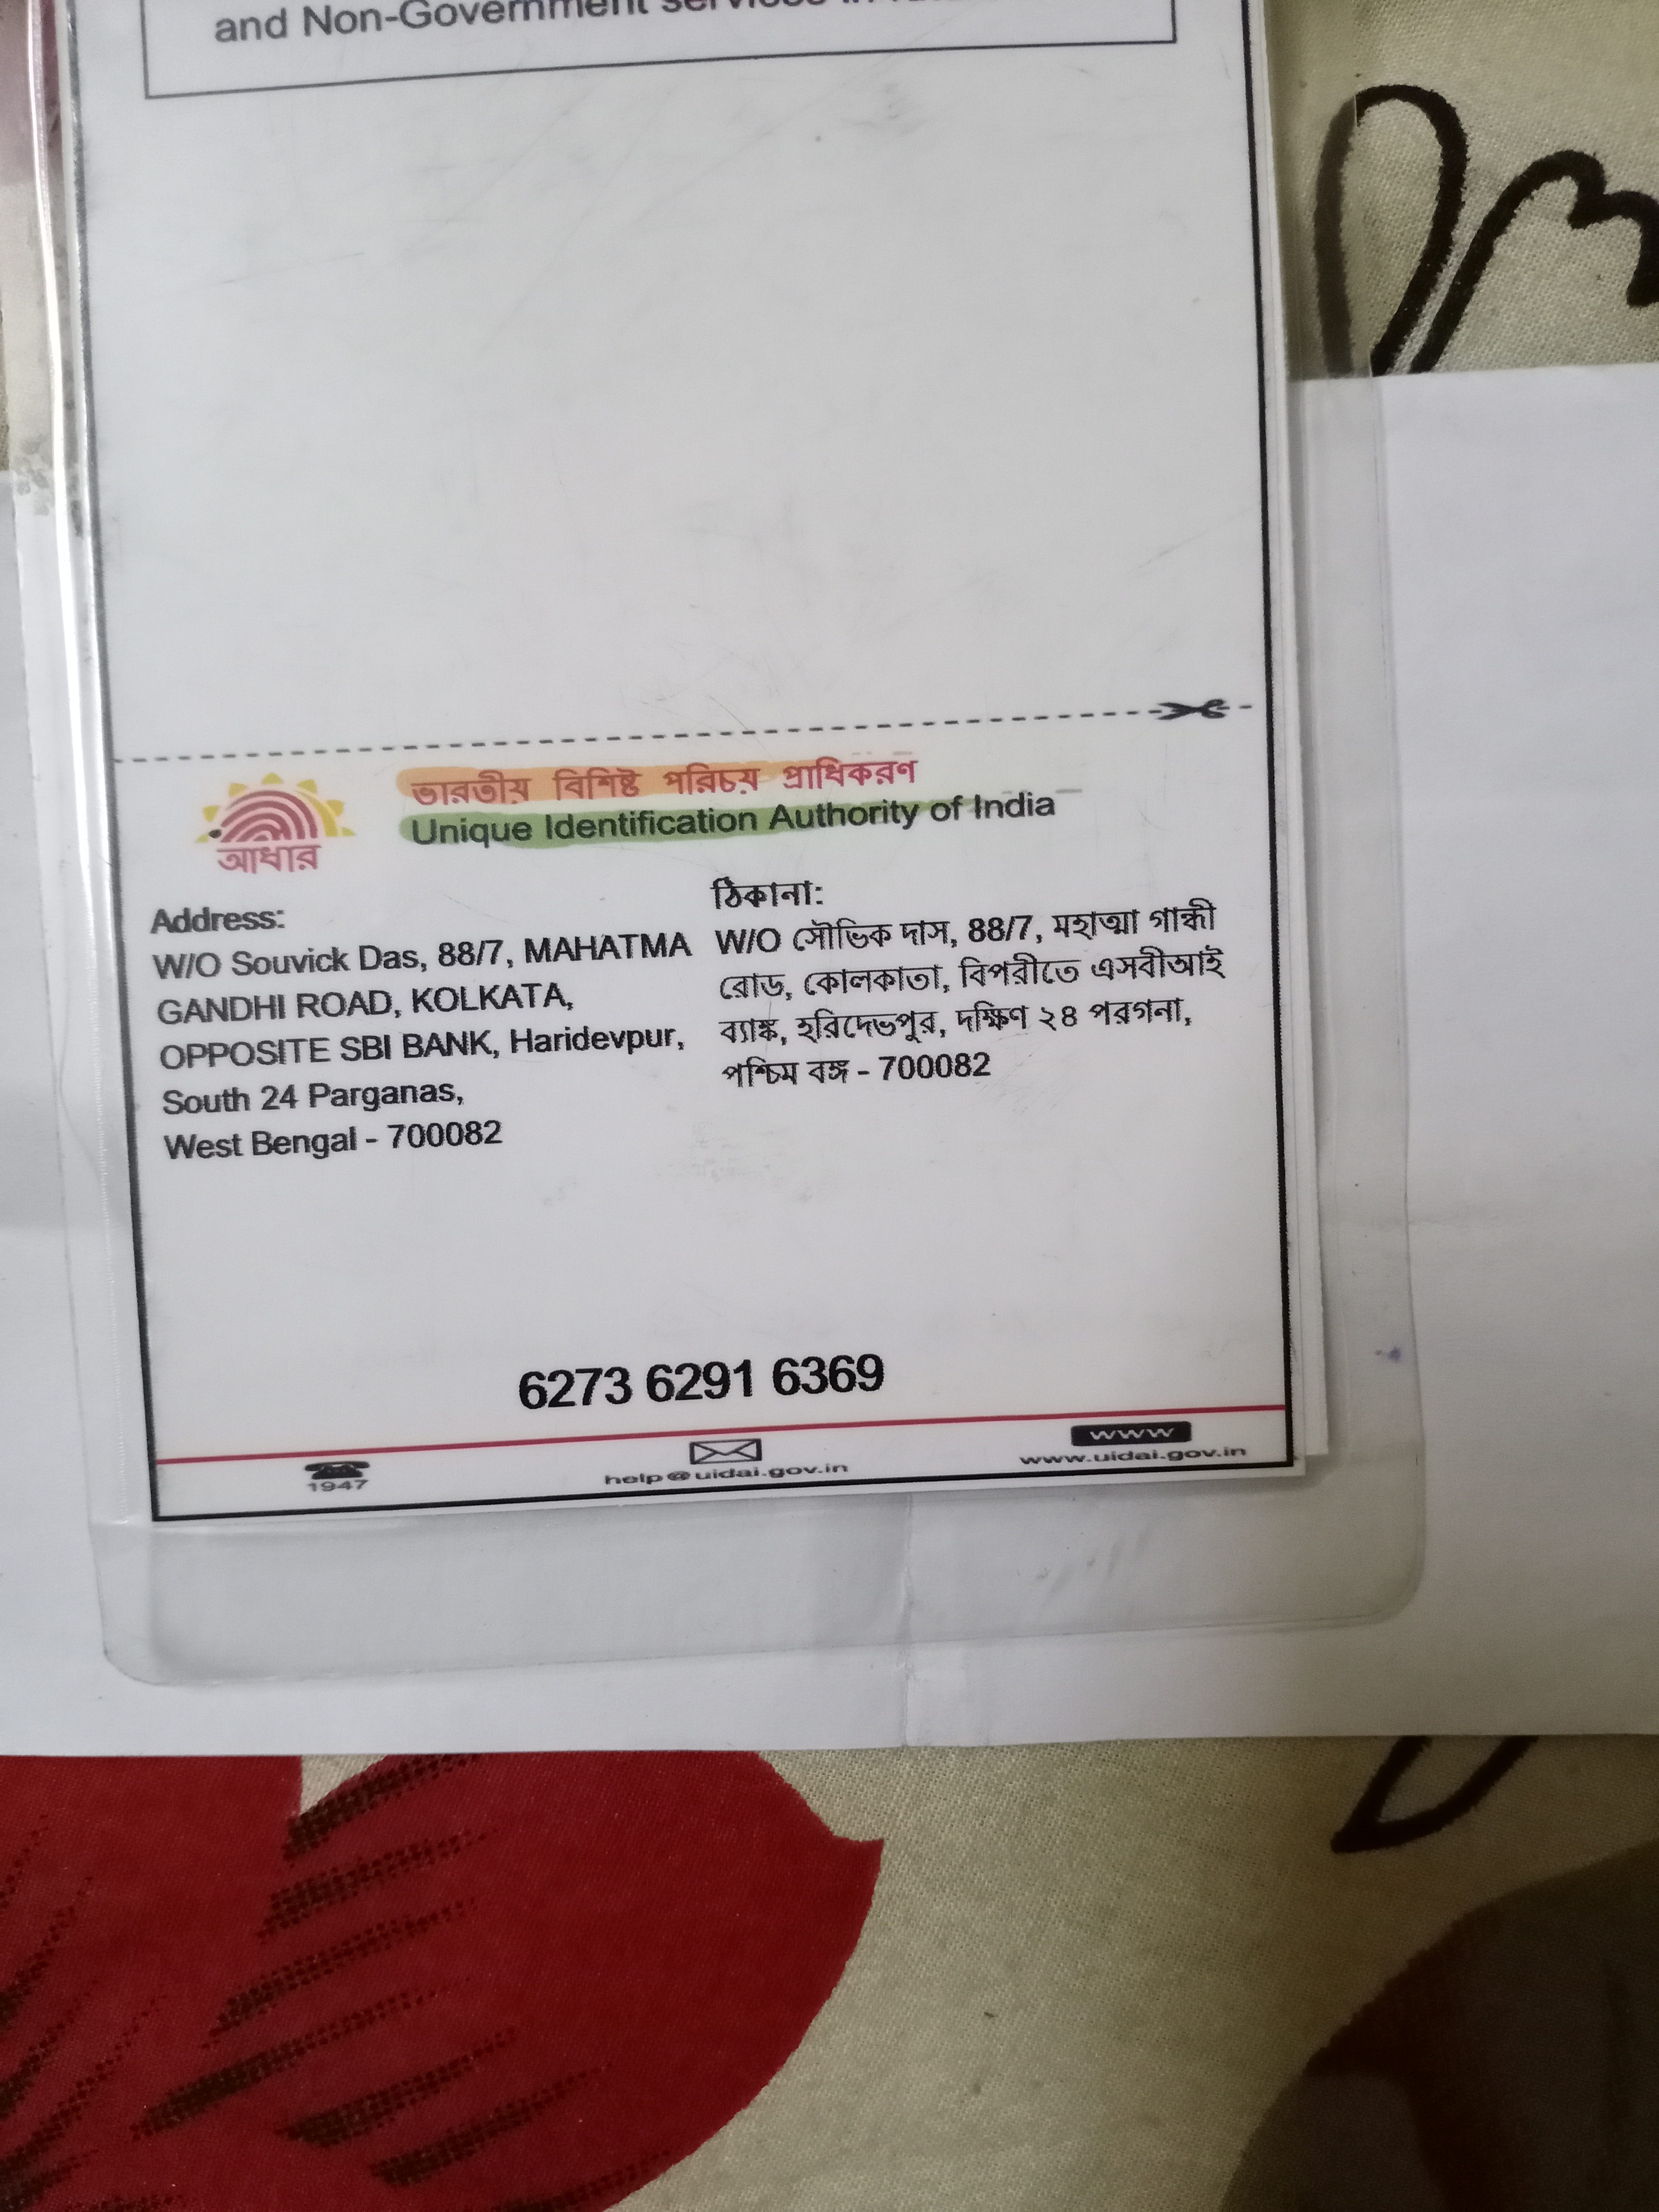 and Non-Government services in
ভারতীয় বিশিষ্ট পরিচয় প্রাধিকরণ
Unique Identification Authority of India
আধার
Address:
W/O Souvick Das, 88/7, MAHATMA
GANDHI ROAD, KOLKATA,
OPPOSITE SBI BANK, Haridevpur,
South 24 Parganas,
West Bengal - 700082
ঠিকানা:
W/O সৌভিক দাস, 88/7, মহাত্মা গান্ধী
রোড, কোলকাতা, বিপরীতে এসবীআই
ব্যাঙ্ক, হরিদেভপুর, দক্ষিণ ২৪ পরগনা,
পশ্চিম বঙ্গ - 700082
6273 6291 6369
1947
help@uidai.gov.in
www
www.uidai.gov.in